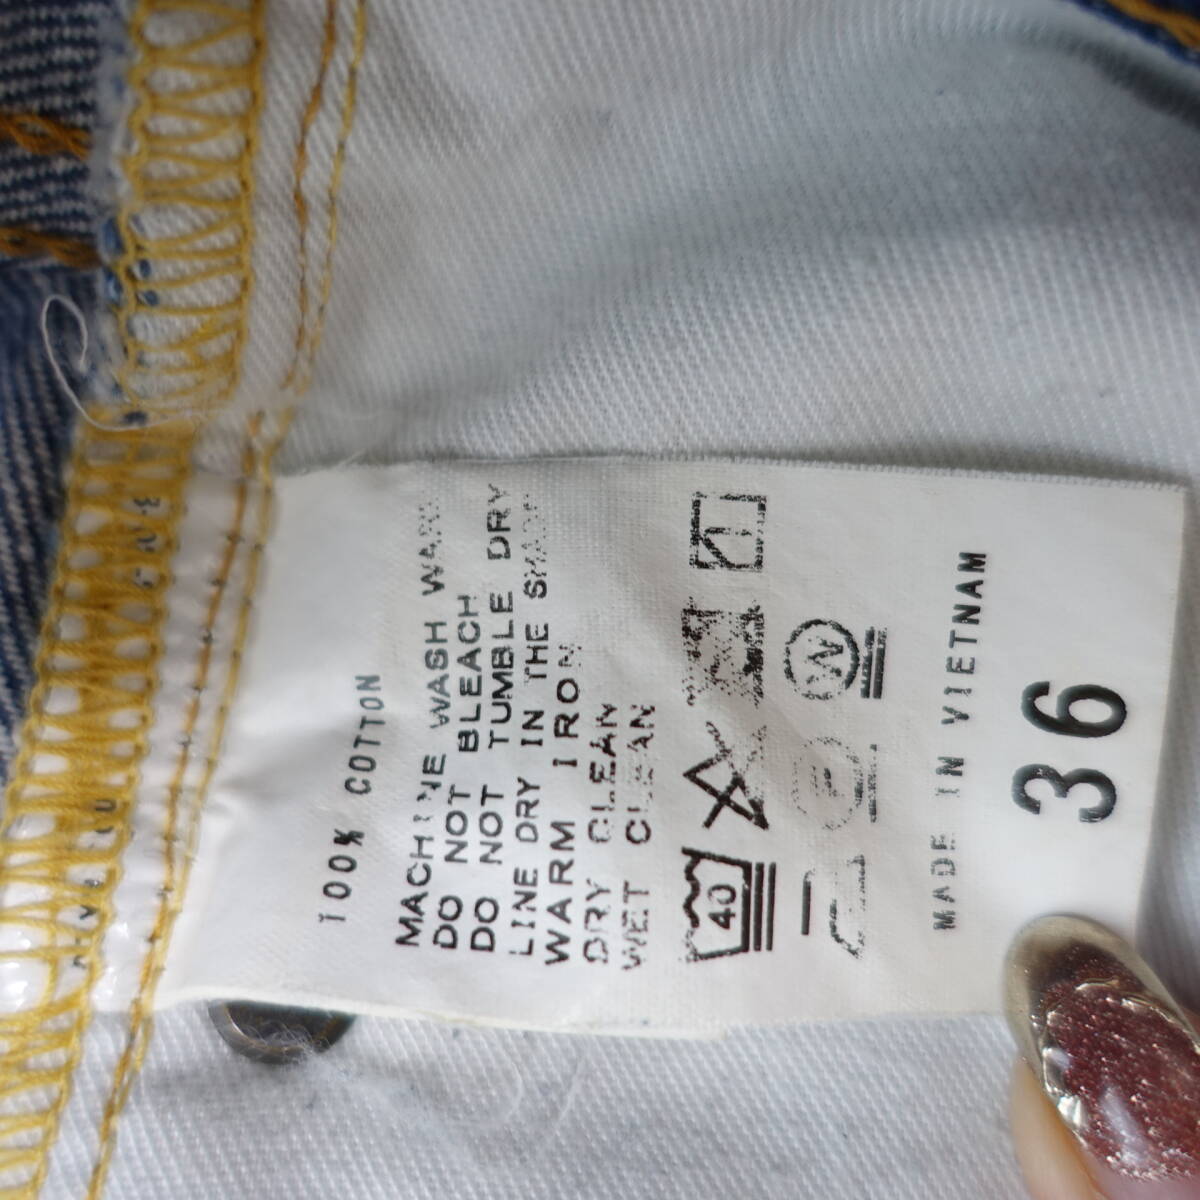 100% COTTON
MACHINE WASH WARM
DO NOT BLEACH
DO NOT TUMBLE DRY
LINE DRY IN THE SHADE
WARM IRON
DRY CLEAN
WET CLEAN
40
W
MADE IN VIETNAM
36